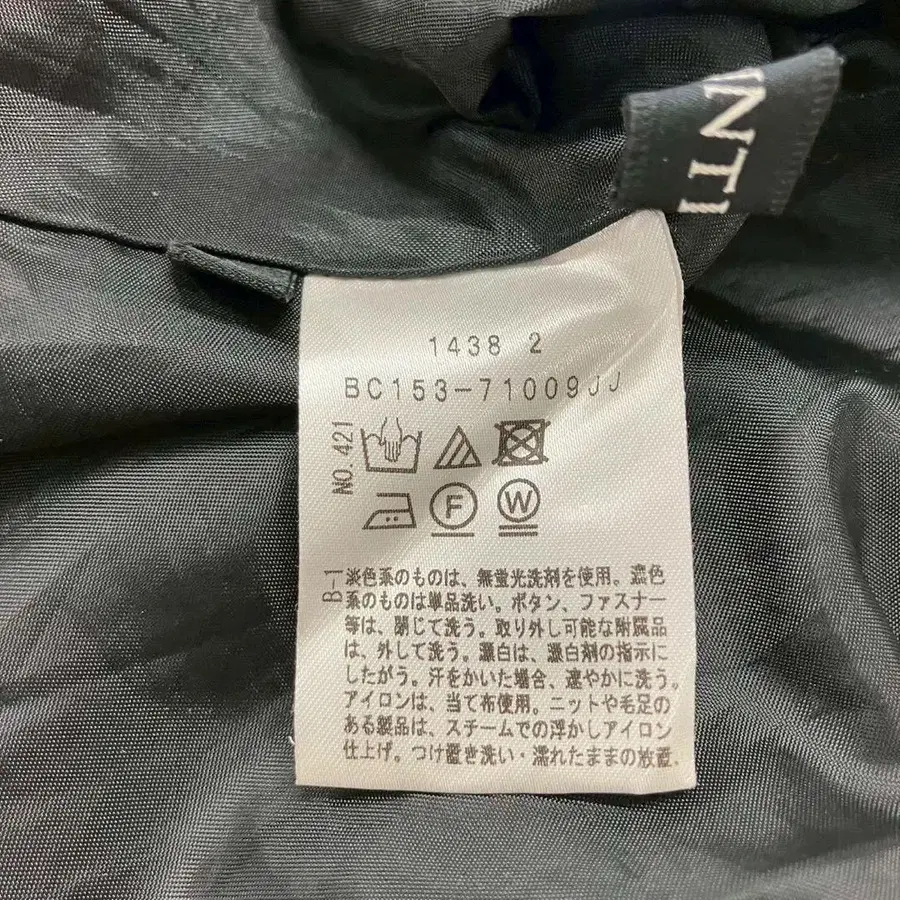 NTI
1438 2
BC153-71009JJ
NO. 421
F
W
B-1
淡色系のものは、無蛍光洗剤を使用。濃色
系のものは単品洗い。ボタン、ファスナー
等は、閉じて洗う。取り外し可能な附属品
は、外して洗う。漂白は、漂白剤の指示に
したがう。汗をかいた場合、速やかに洗う。
アイロンは、当て布使用。ニットや毛足の
ある製品は、スチームでの浮かしアイロン
仕上げ。つけ置き洗い・濡れたままの放置